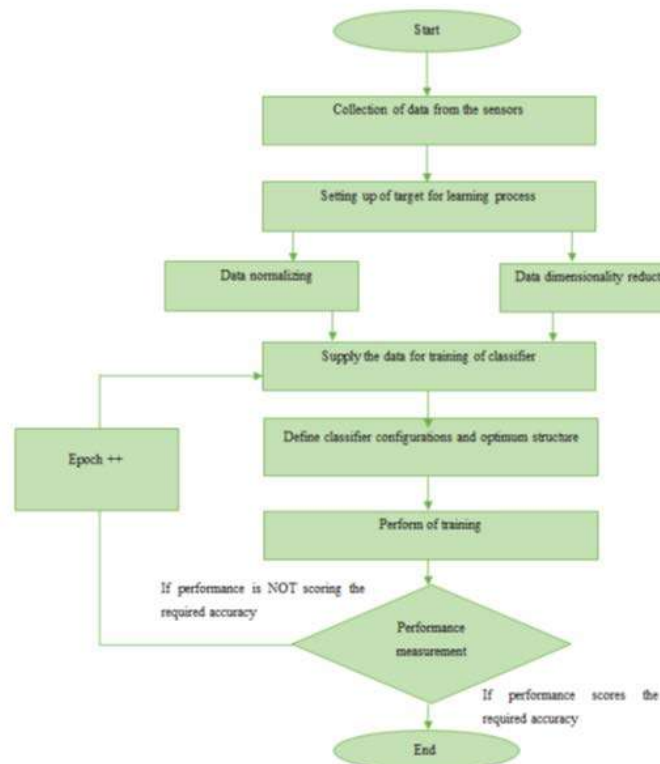 Start
Collection of data from the sensors
Setting up of target for learning process
Data normalizing
Data dimensionality reduct
Supply the data for training of classifier
Define classifier configurations and optimum structure
Epoch ++
Perform of training
If performance is NOT scoring the
required accuracy
Performance
measurement
If performance scores the
required accuracy
End